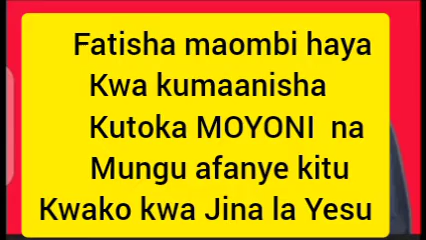 Fatisha maombi haya
Kwa kumaanisha
Kutoka MOYONI na
Mungu afanye kitu
Kwako kwa Jina la Yesu